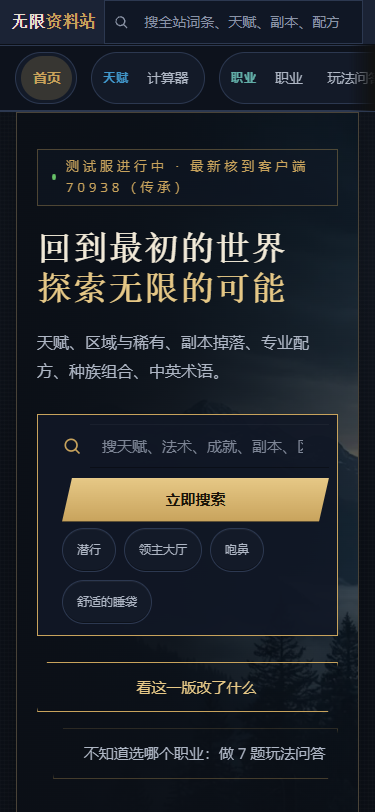 无限资料站
搜全站词条、天赋、副本、配方
首页
天赋 计算器
职业 职业 玩法问
测试服进行中 · 最新核到客户端
70938（传承）
回到最初的世界
探索无限的可能
天赋、区域与稀有、副本掉落、专业配
方、种族组合、中英术语。
搜天赋、法术、成就、副本、
立即搜索
潜行 领主大厅 咆鼻
舒适的睡袋
看这一版改了什么
不知道选哪个职业：做 7 题玩法问答